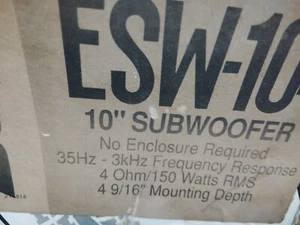 ESW-10
10" SUBWOOFER
No Enclosure Required
35Hz - 3kHz Frequency Response
4 Ohm/150 Watts RMS
4 9/16" Mounting Depth